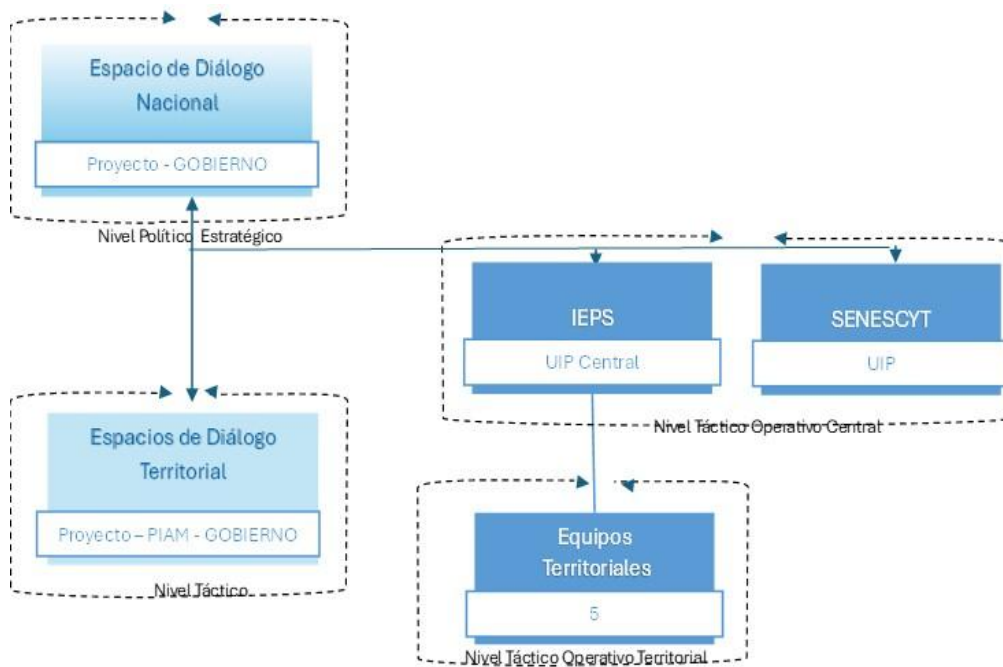 Espacio de Diálogo
Nacional
Proyecto - GOBIERNO
Nivel Político Estratégico
IEPS
UIP Central
SENESCYT
UIP
Nivel Táctico Operativo Central
Espacios de Diálogo
Territorial
Proyecto – PIAM - GOBIERNO
Nivel Táctico
Equipos
Territoriales
5
Nivel Táctico Operativo Territorial